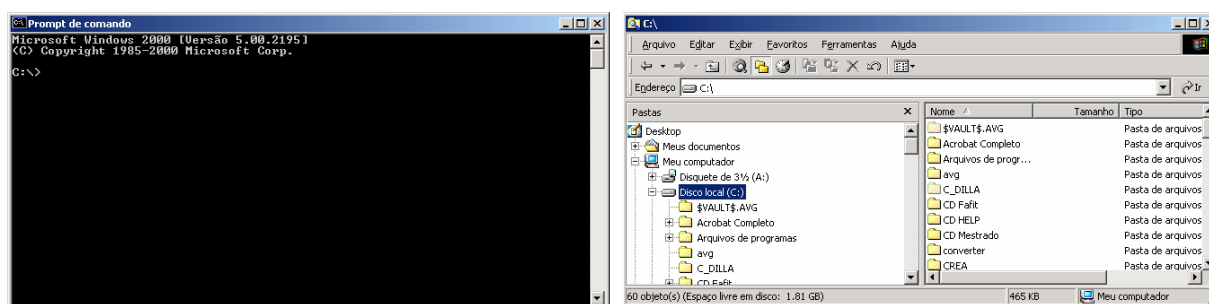 Prompt de comando
Microsoft Windows 2000 [Versão 5.00.2195]
(C) Copyright 1985-2000 Microsoft Corp.
C:\>
C:\
Arquivo Editar Exibir Favoritos Ferramentas Ajuda
Endereço C:\ Ir
Pastas
Desktop
Meus documentos
Meu computador
Disquete de 3½ (A:)
Disco local (C:)
$VAULT$.AVG
Acrobat Completo
Arquivos de programas
avg
C_DILLA
CD Fafit
Nome Tamanho Tipo
$VAULT$.AVG Pasta de arquivos
Acrobat Completo Pasta de arquivos
Arquivos de progr... Pasta de arquivos
avg Pasta de arquivos
C_DILLA Pasta de arquivos
CD Fafit Pasta de arquivos
CD HELP Pasta de arquivos
CD Mestrado Pasta de arquivos
converter Pasta de arquivos
CREA Pasta de arquivos
60 objeto(s) (Espaço livre em disco: 1.81 GB) 465 KB Meu computador